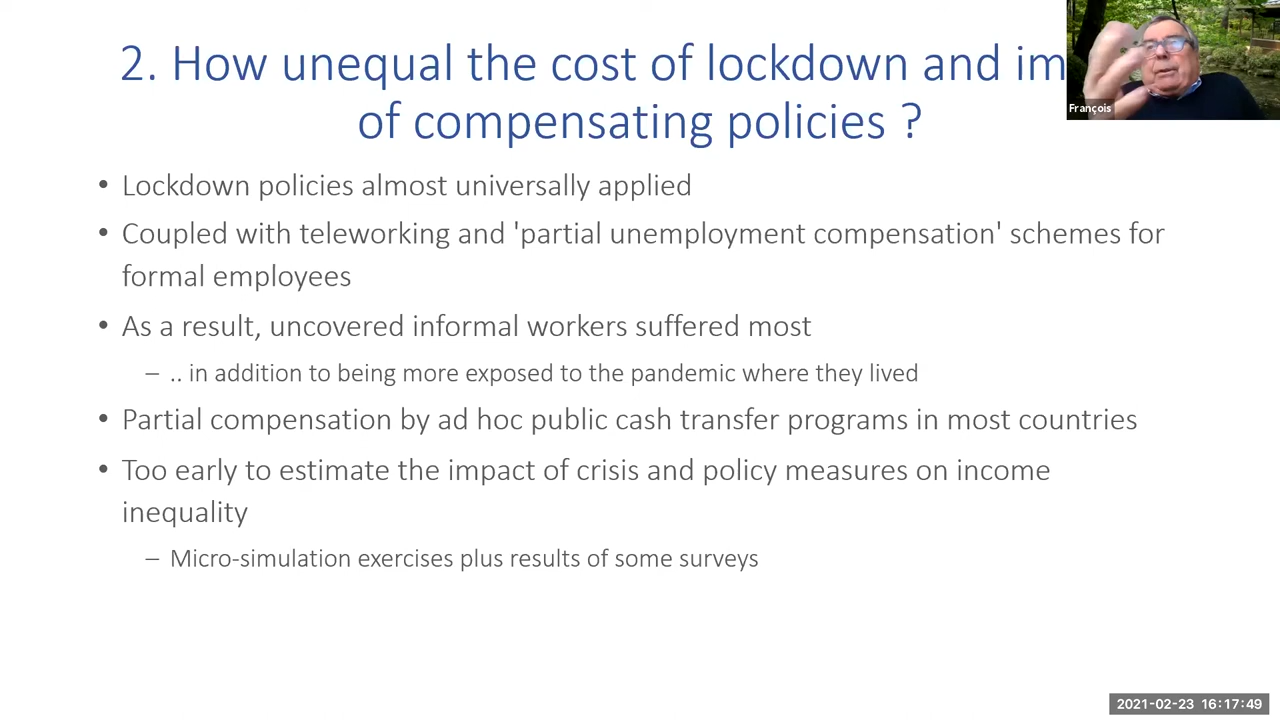 2. How unequal the cost of lockdown and
of compensating policies ?
François
• Lockdown policies almost universally applied
• Coupled with teleworking and 'partial unemployment compensation' schemes for
formal employees
• As a result, uncovered informal workers suffered most
– .. in addition to being more exposed to the pandemic where they lived
• Partial compensation by ad hoc public cash transfer programs in most countries
• Too early to estimate the impact of crisis and policy measures on income
inequality
– Micro-simulation exercises plus results of some surveys
2021-02-23 16:17:49